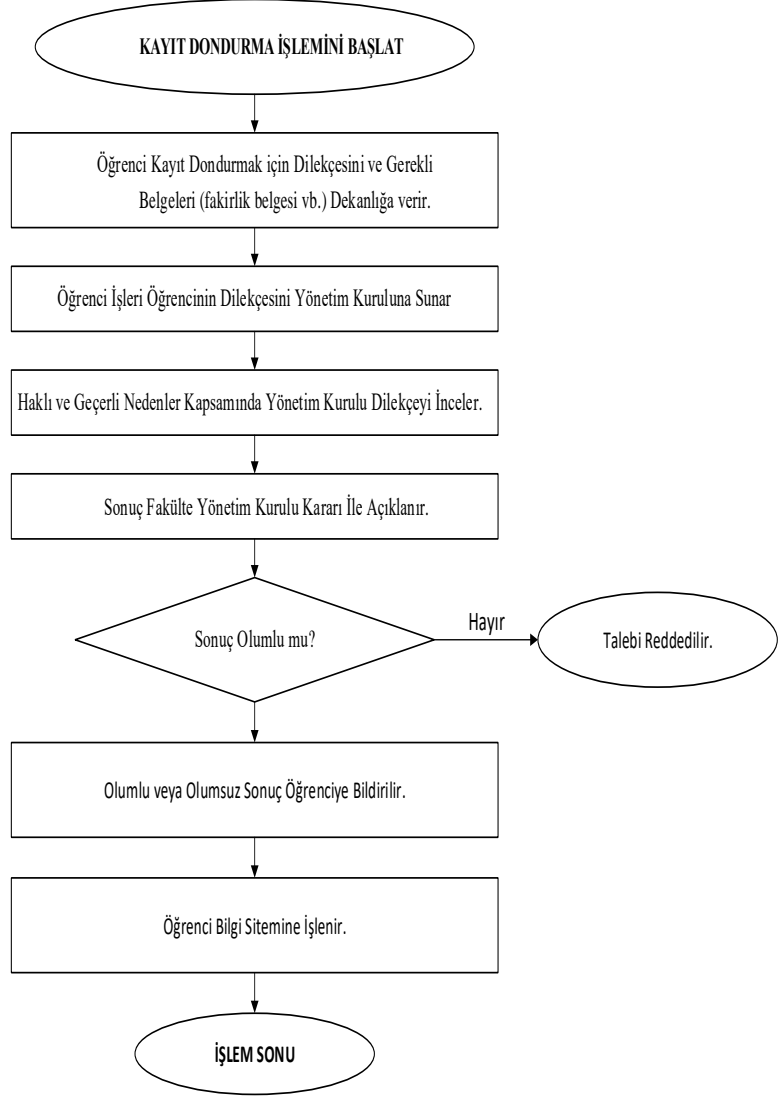 KAYIT DONDURMA İŞLEMİNİ BAŞLAT
Öğrenci Kayıt Dondurmak için Dilekçesini ve Gerekli
Belgeleri (fakirlik belgesi vb.) Dekanlığa verir.
Öğrenci İşleri Öğrencinin Dilekçesini Yönetim Kuruluna Sunar
Haklı ve Geçerli Nedenler Kapsamında Yönetim Kurulu Dilekçeyi İnceler.
Sonuç Fakülte Yönetim Kurulu Kararı İle Açıklanır.
Sonuç Olumlu mu?
Hayır
Talebi Reddedilir.
Olumlu veya Olumsuz Sonuç Öğrenciye Bildirilir.
Öğrenci Bilgi Sitemine İşlenir.
İŞLEM SONU